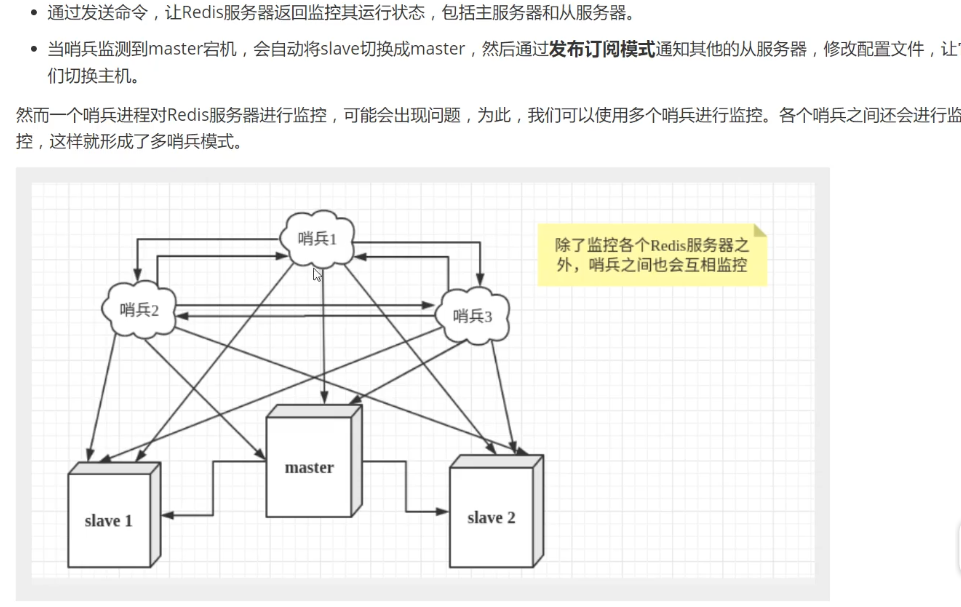 通过发送命令，让Redis服务器返回监控其运行状态，包括主服务器和从服务器。
当哨兵监测到master宕机，会自动将slave切换成master，然后通过发布订阅模式通知其他的从服务器，修改配置文件，让
们切换主机。
然而一个哨兵进程对Redis服务器进行监控，可能会出现问题，为此，我们可以使用多个哨兵进行监控。各个哨兵之间还会进行监
控，这样就形成了多哨兵模式。
哨兵1
除了监控各个Redis服务器之
外，哨兵之间也会互相监控
哨兵2
哨兵3
master
slave 1
slave 2